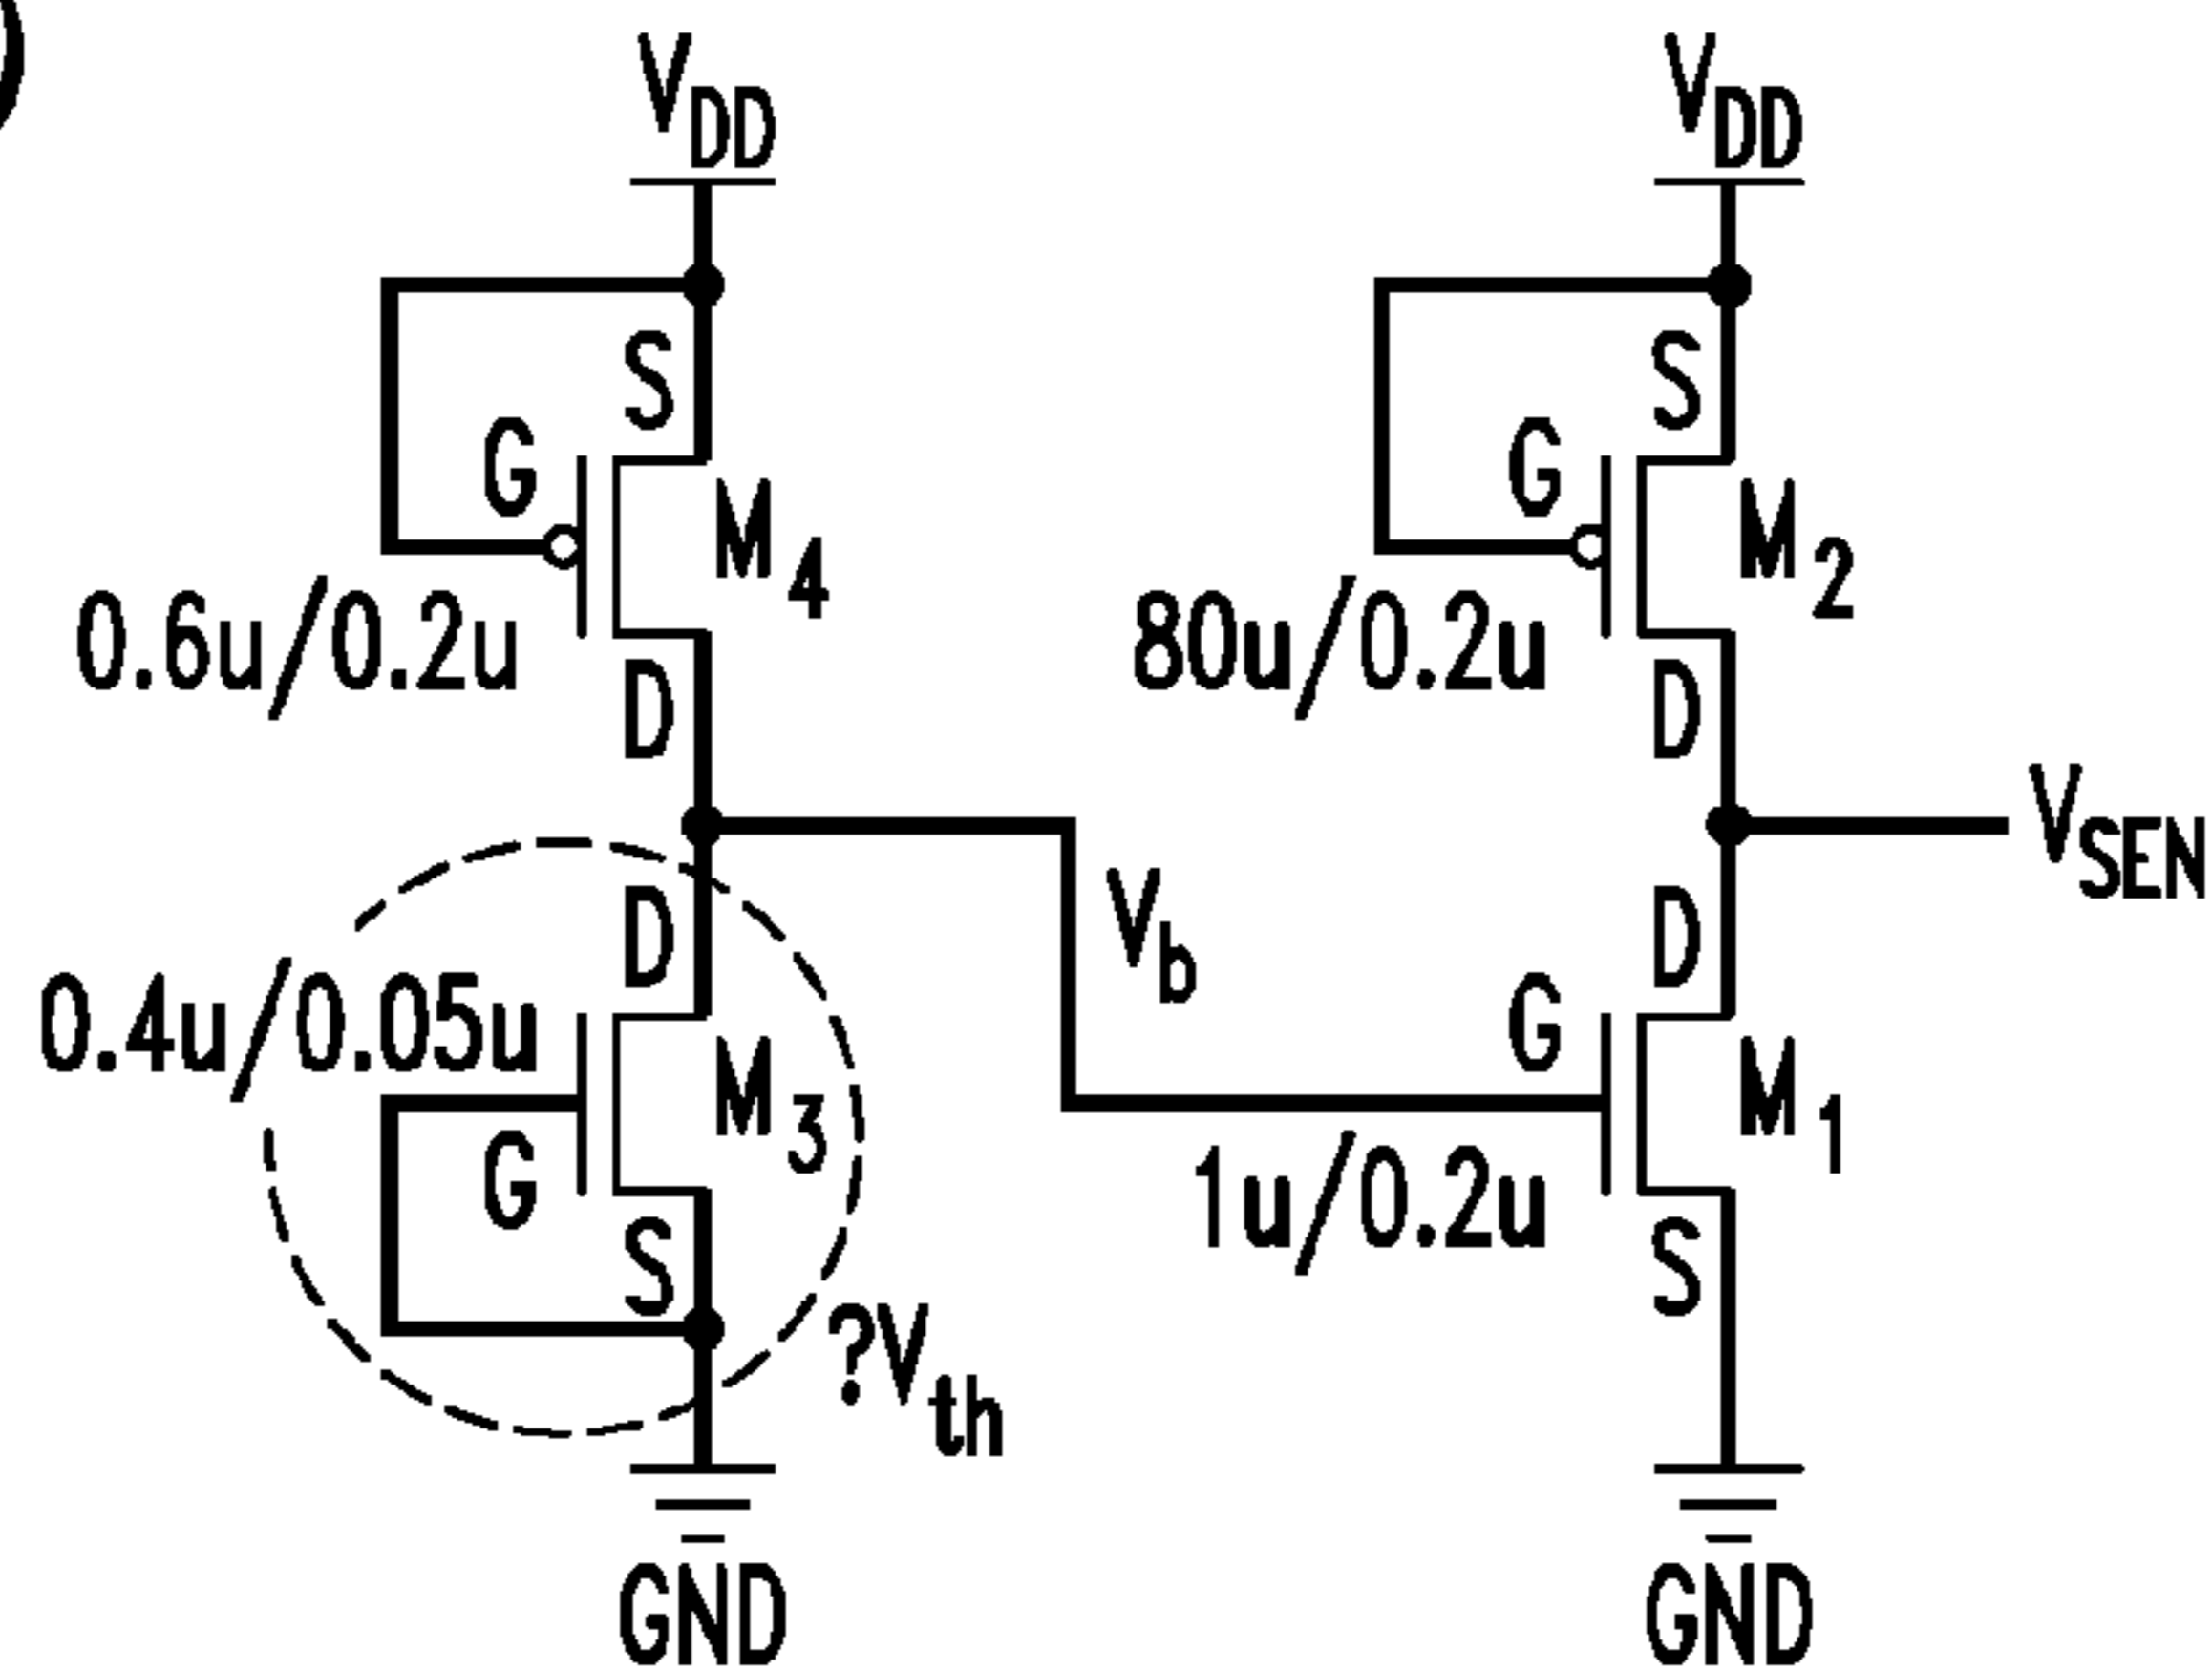 )
V_DD V_DD
S S
G G
M_4 M_2
0.6u/0.2u 80u/0.2u
D D
V_SEN
D V_b D
0.4u/0.05u G
M_3 M_1
G 1u/0.2u
S S
?V_th
GND GND